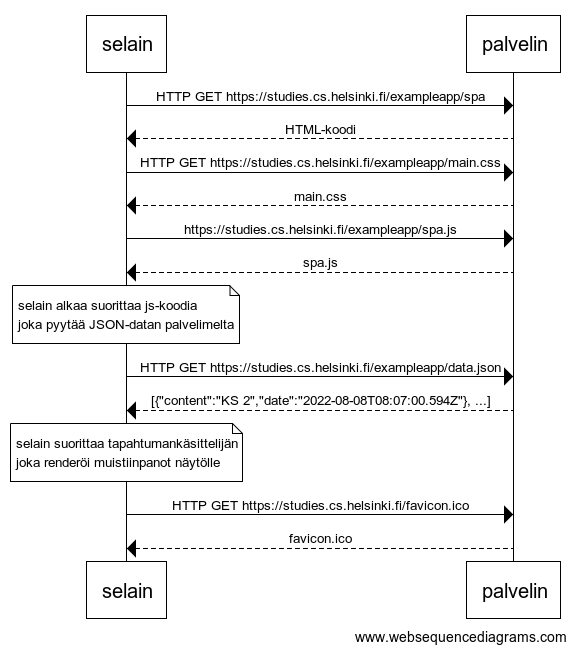 selain
palvelin
HTTP GET https://studies.cs.helsinki.fi/exampleapp/spa
HTML-koodi
HTTP GET https://studies.cs.helsinki.fi/exampleapp/main.css
main.css
https://studies.cs.helsinki.fi/exampleapp/spa.js
spa.js
selain alkaa suorittaa js-koodia
joka pyytää JSON-datan palvelimelta
HTTP GET https://studies.cs.helsinki.fi/exampleapp/data.json
[{"content":"KS 2","date":"2022-08-08T08:07:00.594Z"}, ...]
selain suorittaa tapahtumankäsittelijän
joka renderöi muistiinpanot näytölle
HTTP GET https://studies.cs.helsinki.fi/favicon.ico
favicon.ico
selain
palvelin
www.websequencediagrams.com